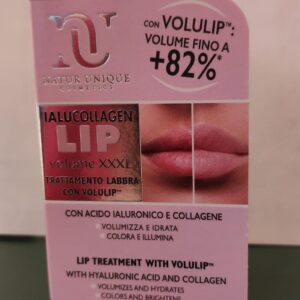 NATUR UNIQUE
COSMETICS
CON VOLULIP™:
VOLUME FINO A
+82%*
IALUCOLLAGEN
LIP
volume XXXL
TRATTAMENTO LABBRA
CON VOLULIP™
CON ACIDO IALURONICO E COLLAGENE
VOLUMIZZA E IDRATA
COLORA E ILLUMINA
LIP TREATMENT WITH VOLULIP™
WITH HYALURONIC ACID AND COLLAGEN
VOLUMIZES AND HYDRATES
COLORS AND BRIGHTENS